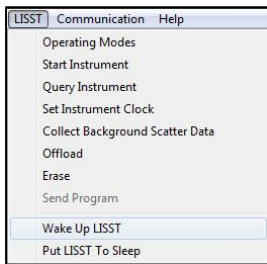 LISST Communication Help
Operating Modes
Start Instrument
Query Instrument
Set Instrument Clock
Collect Background Scatter Data
Offload
Erase
Send Program
Wake Up LISST
Put LISST To Sleep